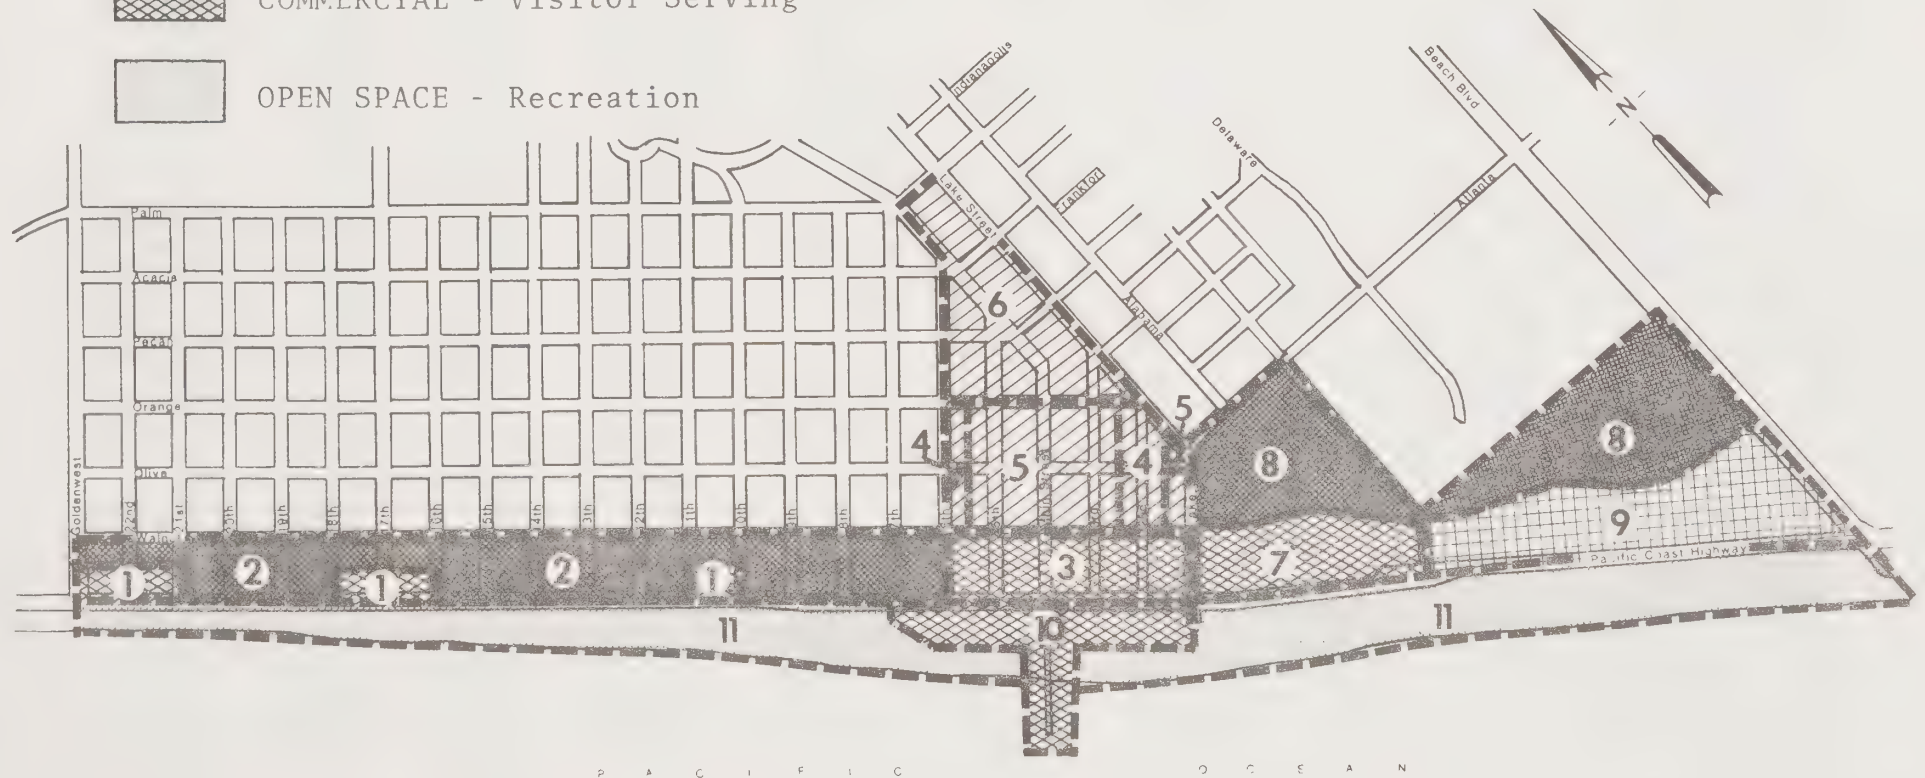 COMMERCIAL - Visitor Serving
OPEN SPACE - Recreation
Indianapolis
Beach Blvd
N
Delaware
Lake Street
Frankfort
Atlanta
Palm
Acacia
Alabama
6
Pecan
Orange
5
4
8
8
Olive
5
4
Goldenwest
22nd
21st
20th
19th
18th
17th
16th
15th
14th
13th
12th
11th
10th
9th
8th
7th
6th
9
Pacific Coast Highway
1
2
1
2
1
3
7
11
10
11
PACIFIC OCEAN